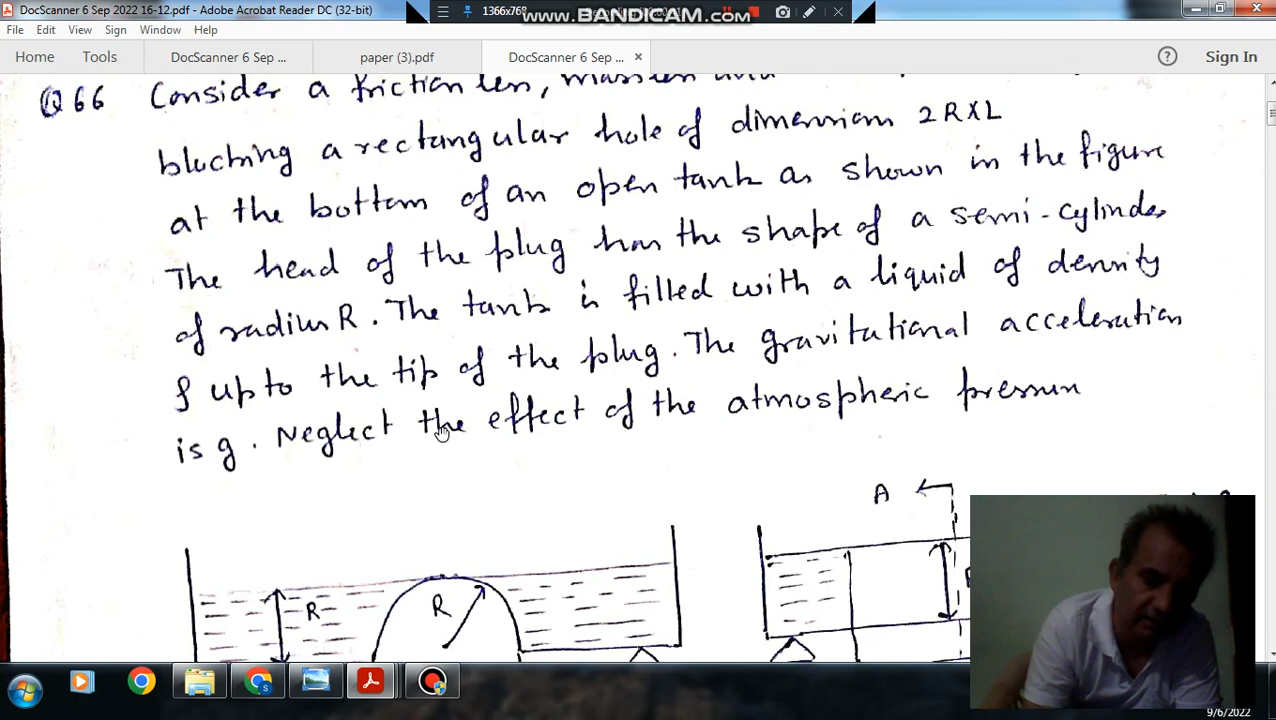 DocScanner 6 Sep 2022 16-12.pdf - Adobe Acrobat Reader DC (32-bit)
1366x768
www.BANDICAM.com
File Edit View Sign Window Help
Home Tools DocScanner 6 Sep ... paper (3).pdf DocScanner 6 Sep ... × Sign In
Q66 Consider a frictionless, massless and
blocking a rectangular hole of dimension 2RXL
at the bottom of an open tank as shown in the figure
The head of the plug has the shape of a semi-cylinder
of radius R. The tank is filled with a liquid of density
ρ upto the tip of the plug. The gravitational acceleration
is g. Neglect the effect of the atmospheric pressure
A
R
R
9/6/2022